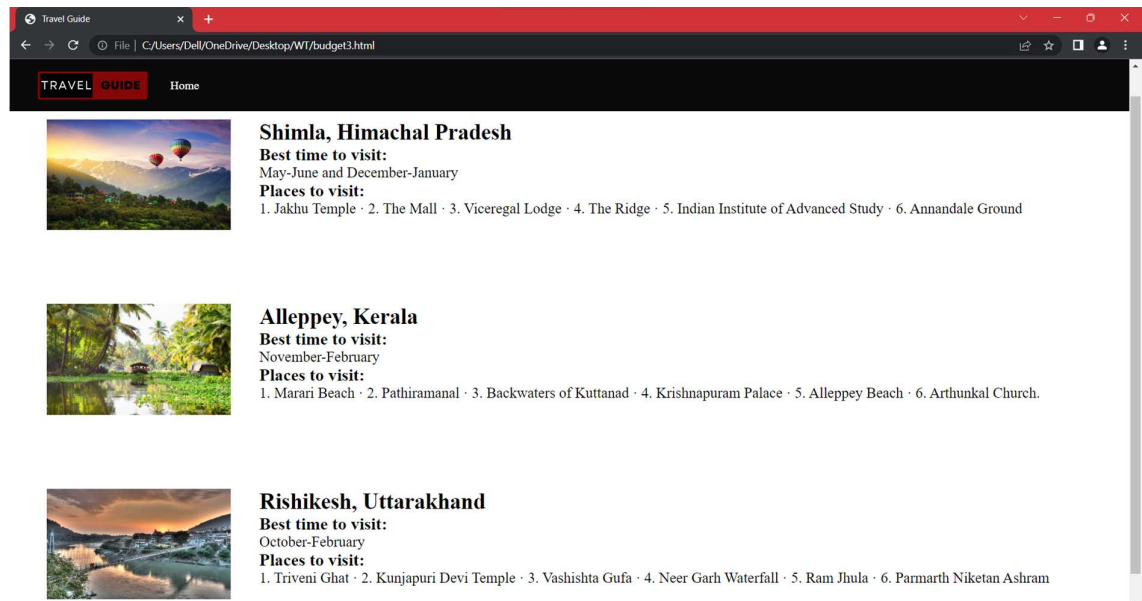 Travel Guide
File | C:/Users/Dell/OneDrive/Desktop/WT/budget3.html
TRAVEL GUIDE Home
Shimla, Himachal Pradesh
Best time to visit:
May-June and December-January
Places to visit:
1. Jakhu Temple · 2. The Mall · 3. Viceregal Lodge · 4. The Ridge · 5. Indian Institute of Advanced Study · 6. Annandale Ground
Alleppey, Kerala
Best time to visit:
November-February
Places to visit:
1. Marari Beach · 2. Pathiramanal · 3. Backwaters of Kuttanad · 4. Krishnapuram Palace · 5. Alleppey Beach · 6. Arthunkal Church.
Rishikesh, Uttarakhand
Best time to visit:
October-February
Places to visit:
1. Triveni Ghat · 2. Kunjapuri Devi Temple · 3. Vashishta Gufa · 4. Neer Garh Waterfall · 5. Ram Jhula · 6. Parmarth Niketan Ashram